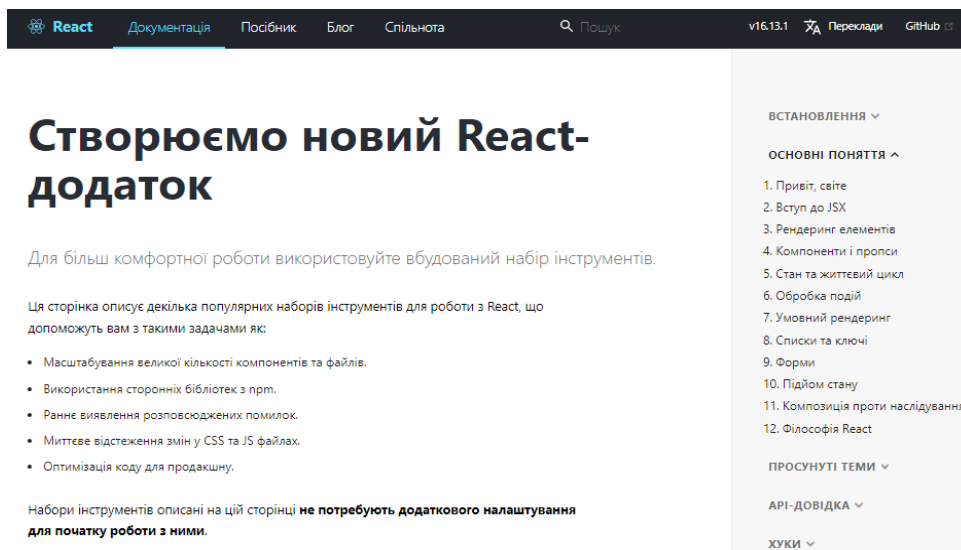 React Документація Посібник Блог Спільнота Пошук v16.13.1 Переклади GitHub
Створюємо новий React-
додаток
Для більш комфортної роботи використовуйте вбудований набір інструментів.
Ця сторінка описує декілька популярних наборів інструментів для роботи з React, що
допоможуть вам з такими задачами як:
• Масштабування великої кількості компонентів та файлів.
• Використання сторонніх бібліотек з npm.
• Раннє виявлення розповсюджених помилок.
• Миттєве відстеження змін у CSS та JS файлах.
• Оптимізація коду для продакшну.
Набори інструментів описані на цій сторінці не потребують додаткового налаштування
для початку роботи з ними.
ВСТАНОВЛЕННЯ
ОСНОВНІ ПОНЯТТЯ
1. Привіт, світе
2. Вступ до JSX
3. Рендеринг елементів
4. Компоненти і пропси
5. Стан та життєвий цикл
6. Обробка подій
7. Умовний рендеринг
8. Списки та ключі
9. Форми
10. Підйом стану
11. Композиція проти наслідування
12. Філософія React
ПРОСУНУТІ ТЕМИ
API-ДОВІДКА
ХУКИ